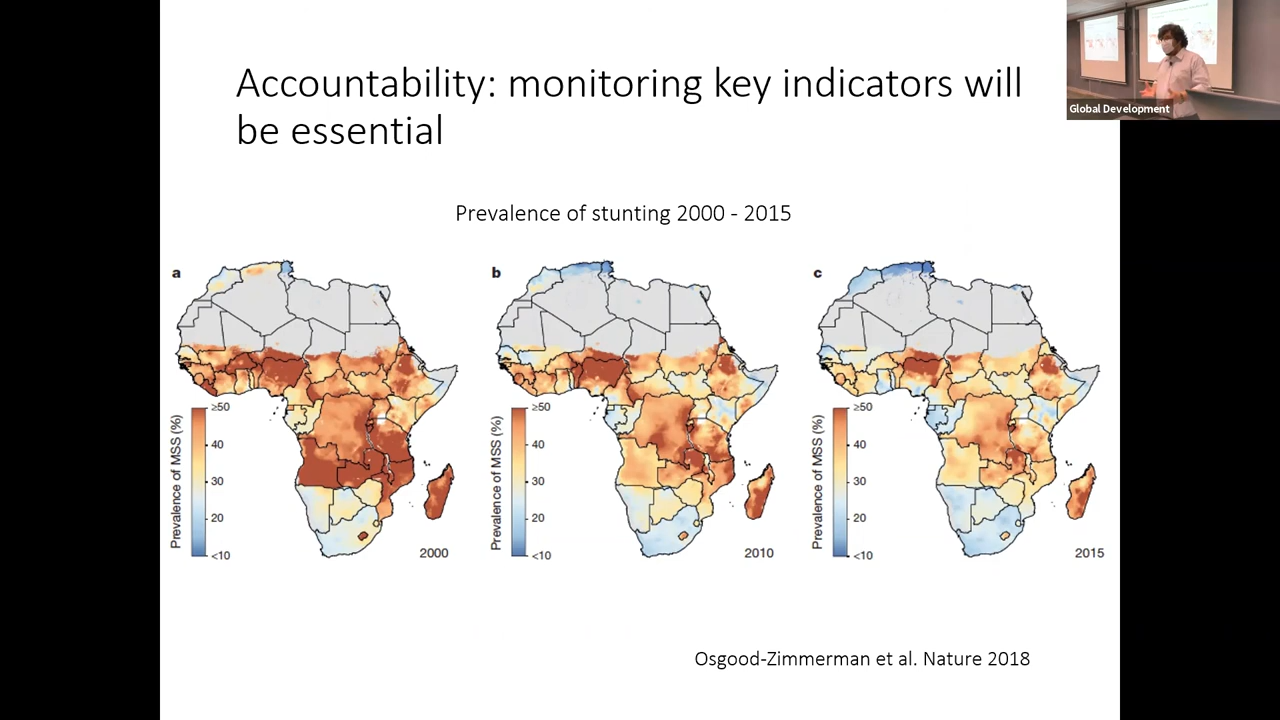 Accountability: monitoring key indicators will
be essential
Global Development
Prevalence of stunting 2000 - 2015
a
Prevalence of MSS (%)
≥50
40
30
20
<10
2000
b
Prevalence of MSS (%)
≥50
40
30
20
<10
2010
c
Prevalence of MSS (%)
≥50
40
30
20
<10
2015
Osgood-Zimmerman et al. Nature 2018